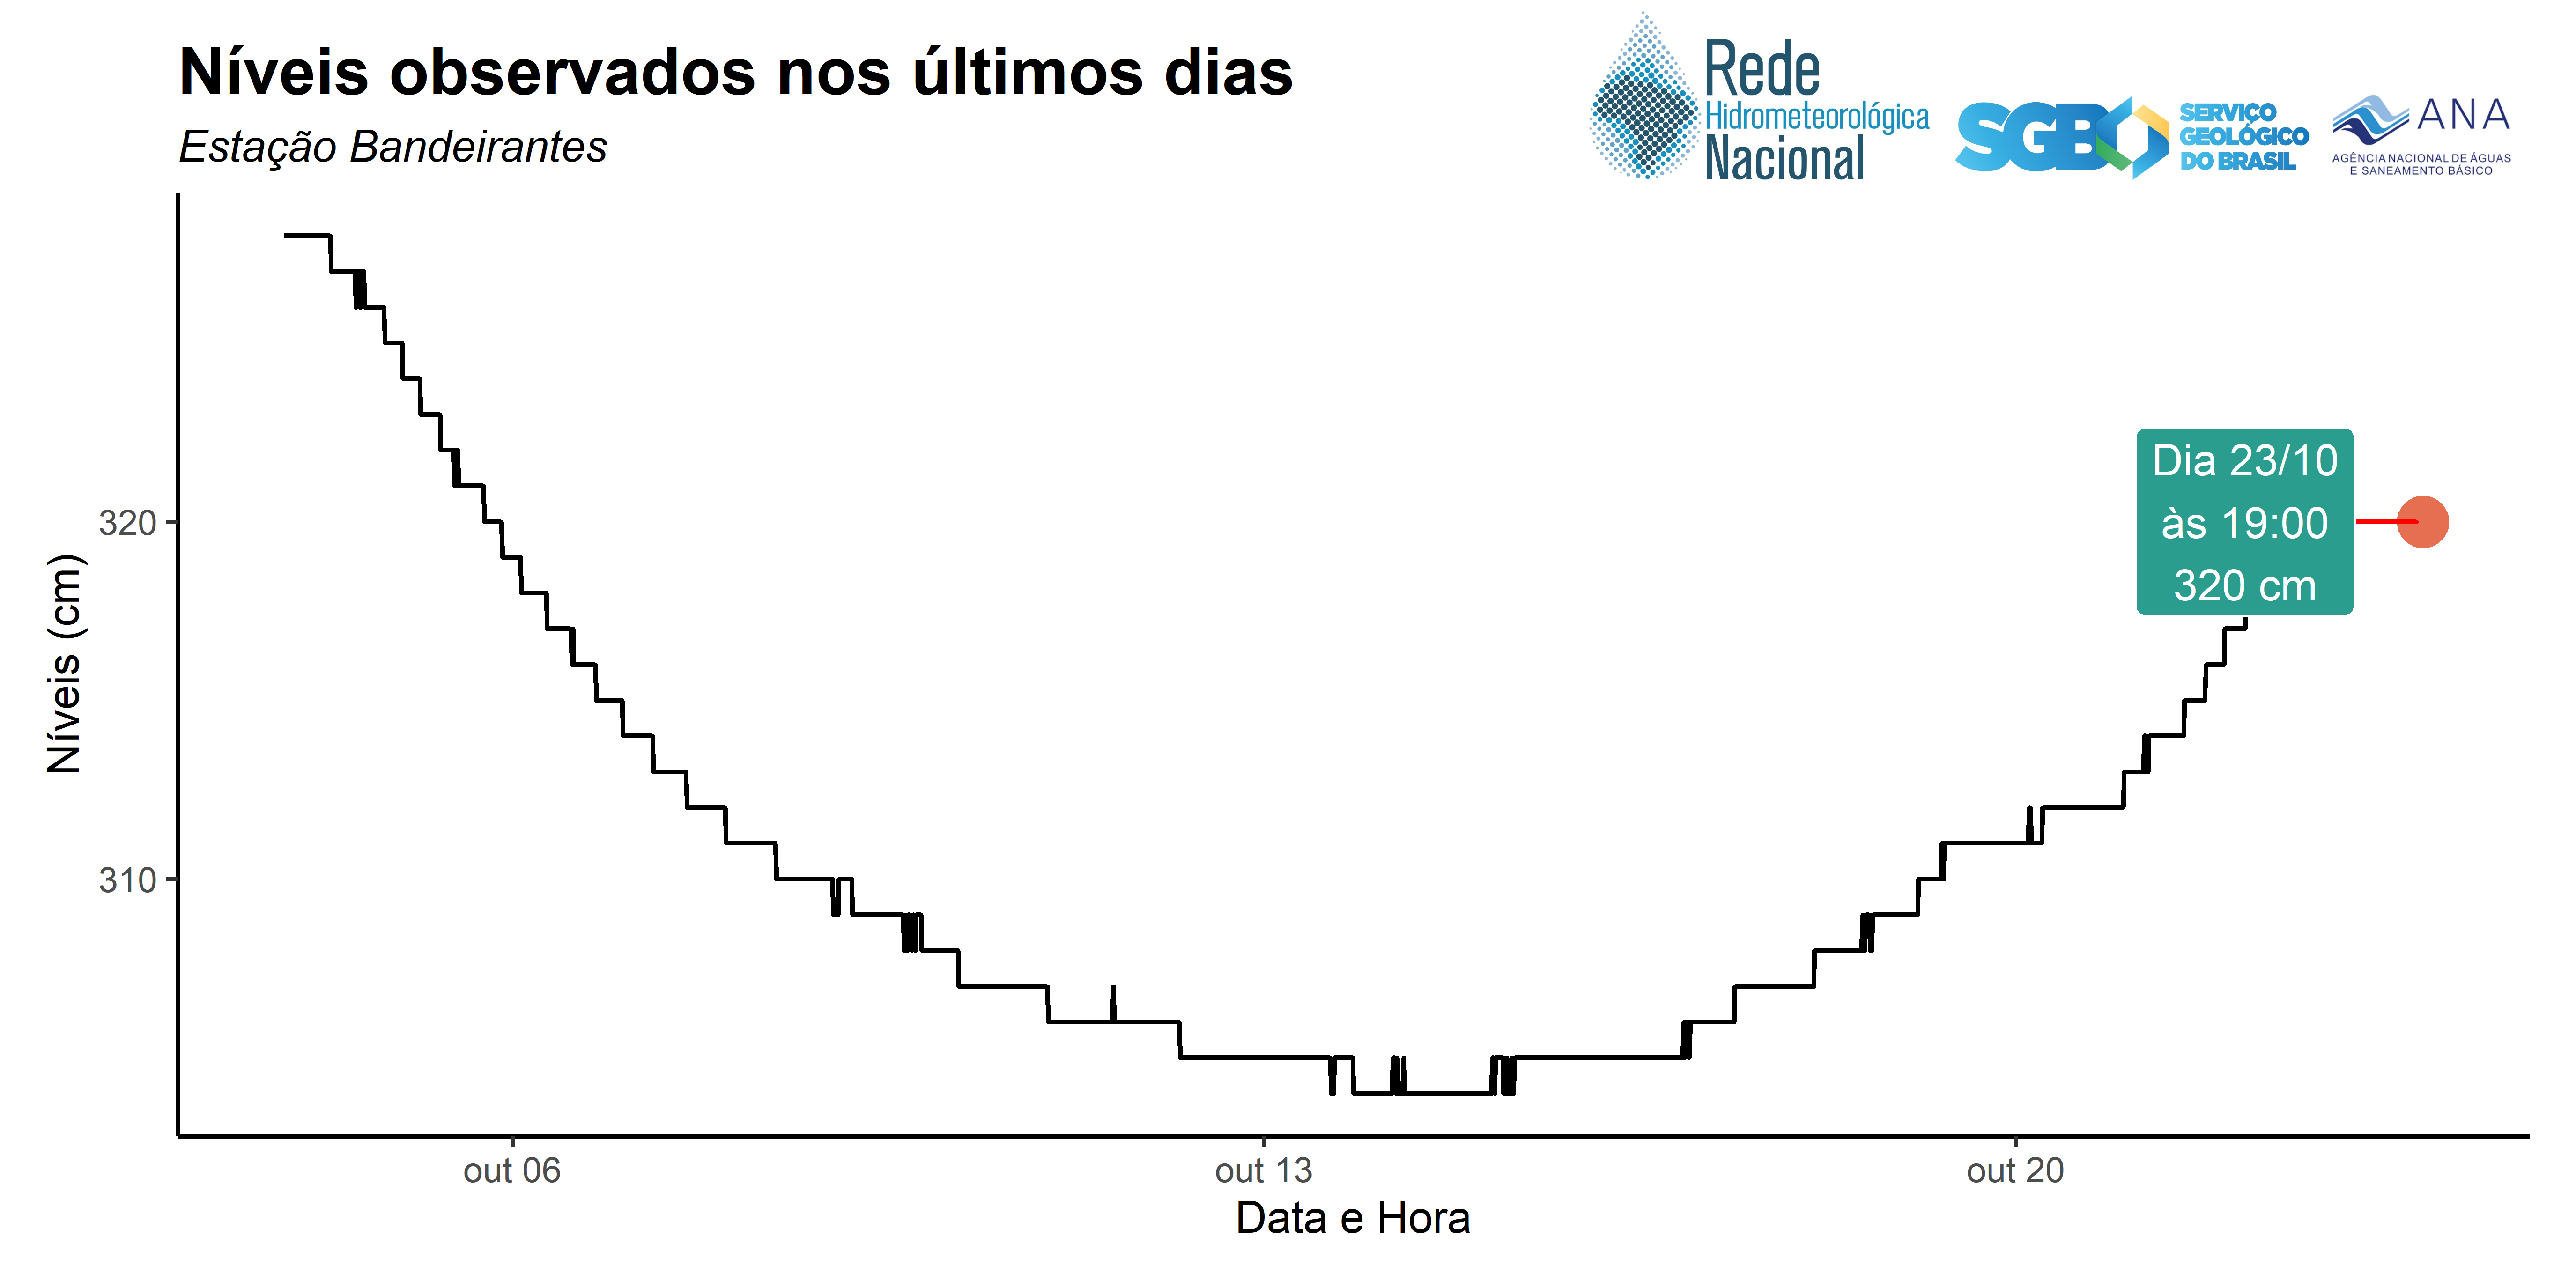 Níveis observados nos últimos dias
Estação Bandeirantes
Rede
Hidrometeorológica
Nacional
SGB
SERVIÇO
GEOLÓGICO
DO BRASIL
ANA
AGÊNCIA NACIONAL DE ÁGUAS
E SANEAMENTO BÁSICO
Níveis (cm)
320
310
Dia 23/10
às 19:00
320 cm
out 06
out 13
out 20
Data e Hora